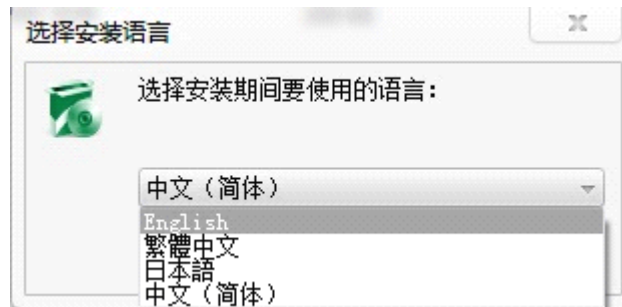 选择安装语言
选择安装期间要使用的语言:
中文（简体）
English
繁體中文
日本語
中文（简体）